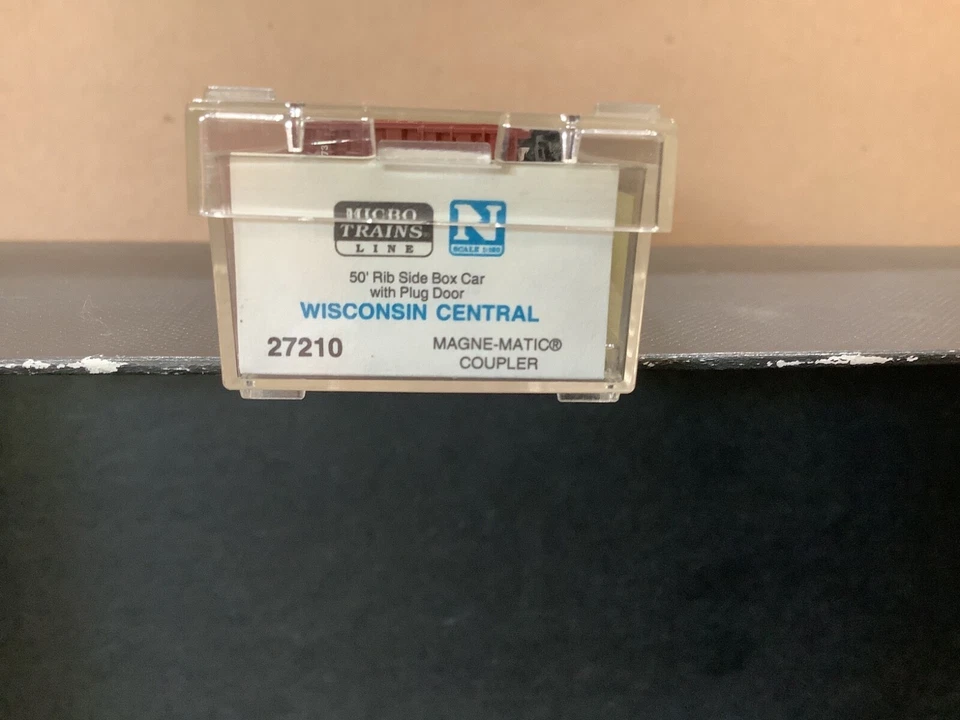 MICRO
TRAINS®
LINE
N
SCALE 1:160
50' Rib Side Box Car
with Plug Door
WISCONSIN CENTRAL
27210
MAGNE-MATIC®
COUPLER